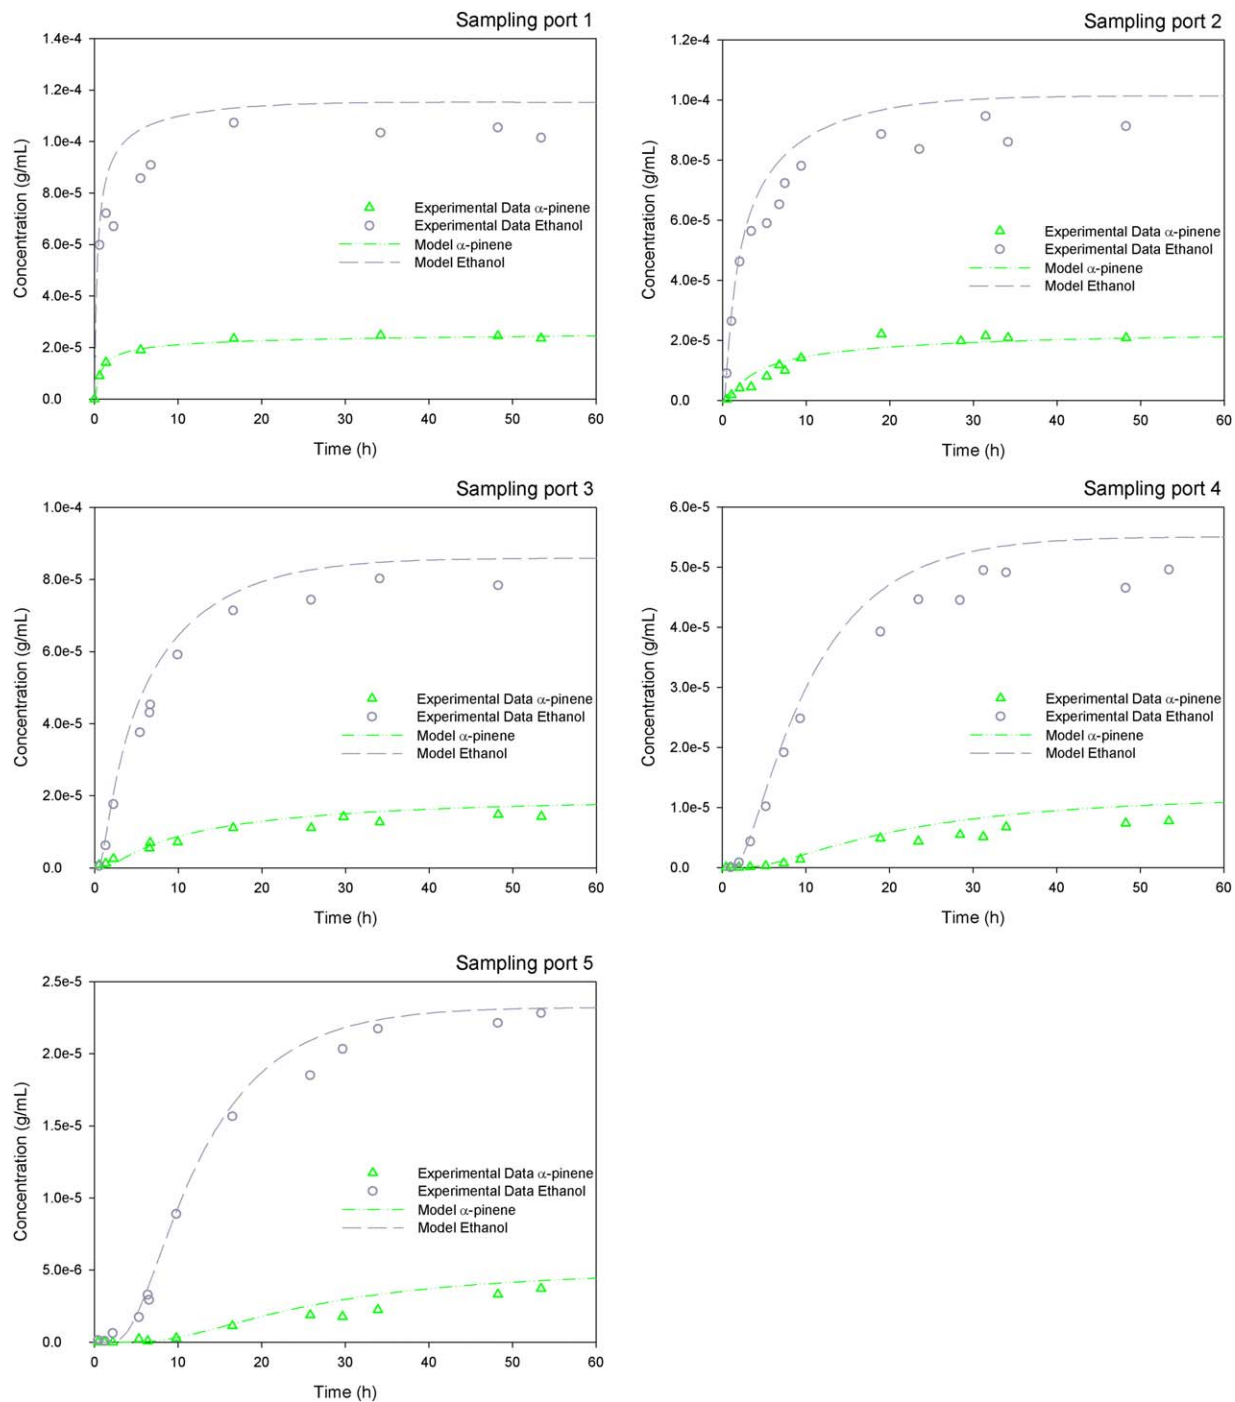 Sampling port 1
1.4e-4
1.2e-4
1.0e-4
8.0e-5
6.0e-5
4.0e-5
2.0e-5
0.0
Concentration (g/mL)
Experimental Data α-pinene
Experimental Data Ethanol
Model α-pinene
Model Ethanol
0 10 20 30 40 50 60
Time (h)
Sampling port 2
1.2e-4
1.0e-4
8.0e-5
6.0e-5
4.0e-5
2.0e-5
0.0
Concentration (g/mL)
Experimental Data α-pinene
Experimental Data Ethanol
Model α-pinene
Model Ethanol
0 10 20 30 40 50 60
Time (h)
Sampling port 3
1.0e-4
8.0e-5
6.0e-5
4.0e-5
2.0e-5
0.0
Concentration (g/mL)
Experimental Data α-pinene
Experimental Data Ethanol
Model α-pinene
Model Ethanol
0 10 20 30 40 50 60
Time (h)
Sampling port 4
6.0e-5
5.0e-5
4.0e-5
3.0e-5
2.0e-5
1.0e-5
0.0
Concentration (g/mL)
Experimental Data α-pinene
Experimental Data Ethanol
Model α-pinene
Model Ethanol
0 10 20 30 40 50 60
Time (h)
Sampling port 5
2.5e-5
2.0e-5
1.5e-5
1.0e-5
5.0e-6
0.0
Concentration (g/mL)
Experimental Data α-pinene
Experimental Data Ethanol
Model α-pinene
Model Ethanol
0 10 20 30 40 50 60
Time (h)